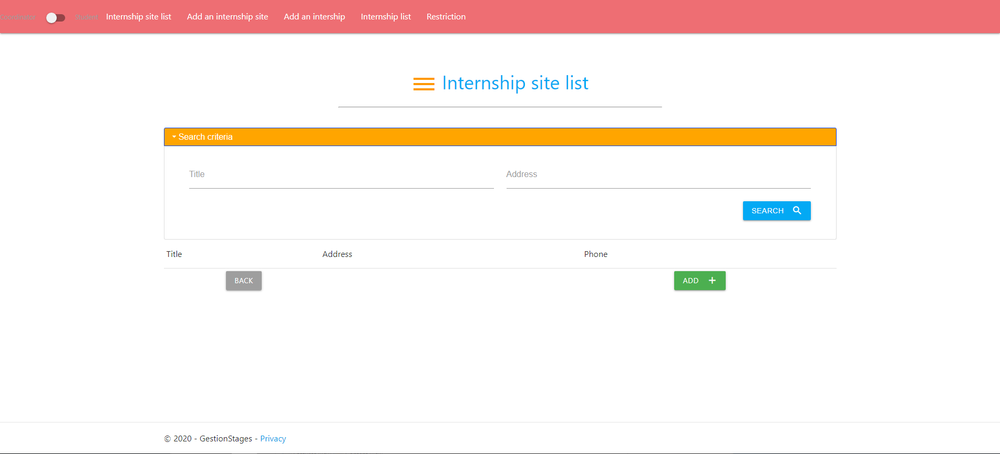 Coordinator Student Internship site list Add an internship site Add an intership Internship list Restriction
Internship site list
Search criteria
Title Address
SEARCH
Title Address Phone
BACK ADD
© 2020 - GestionStages - Privacy